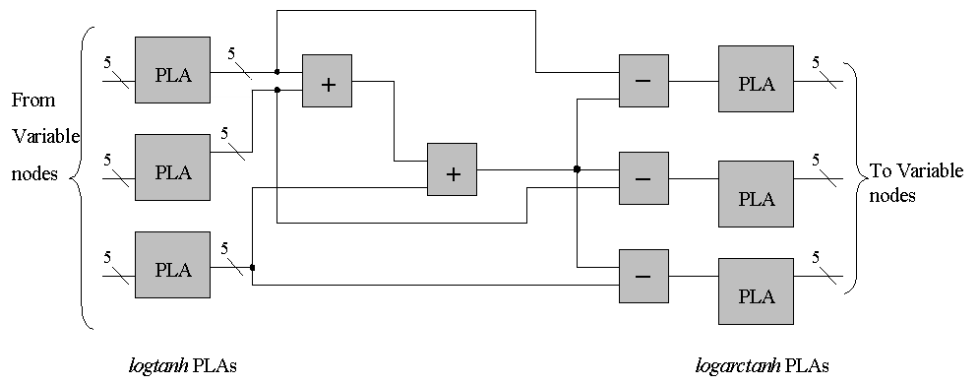 5
5
5
PLA
+
−
PLA
From
Variable
nodes
5
5
5
PLA
+
−
PLA
To Variable
nodes
5
5
5
PLA
−
PLA
logtanh PLAs
logarctanh PLAs